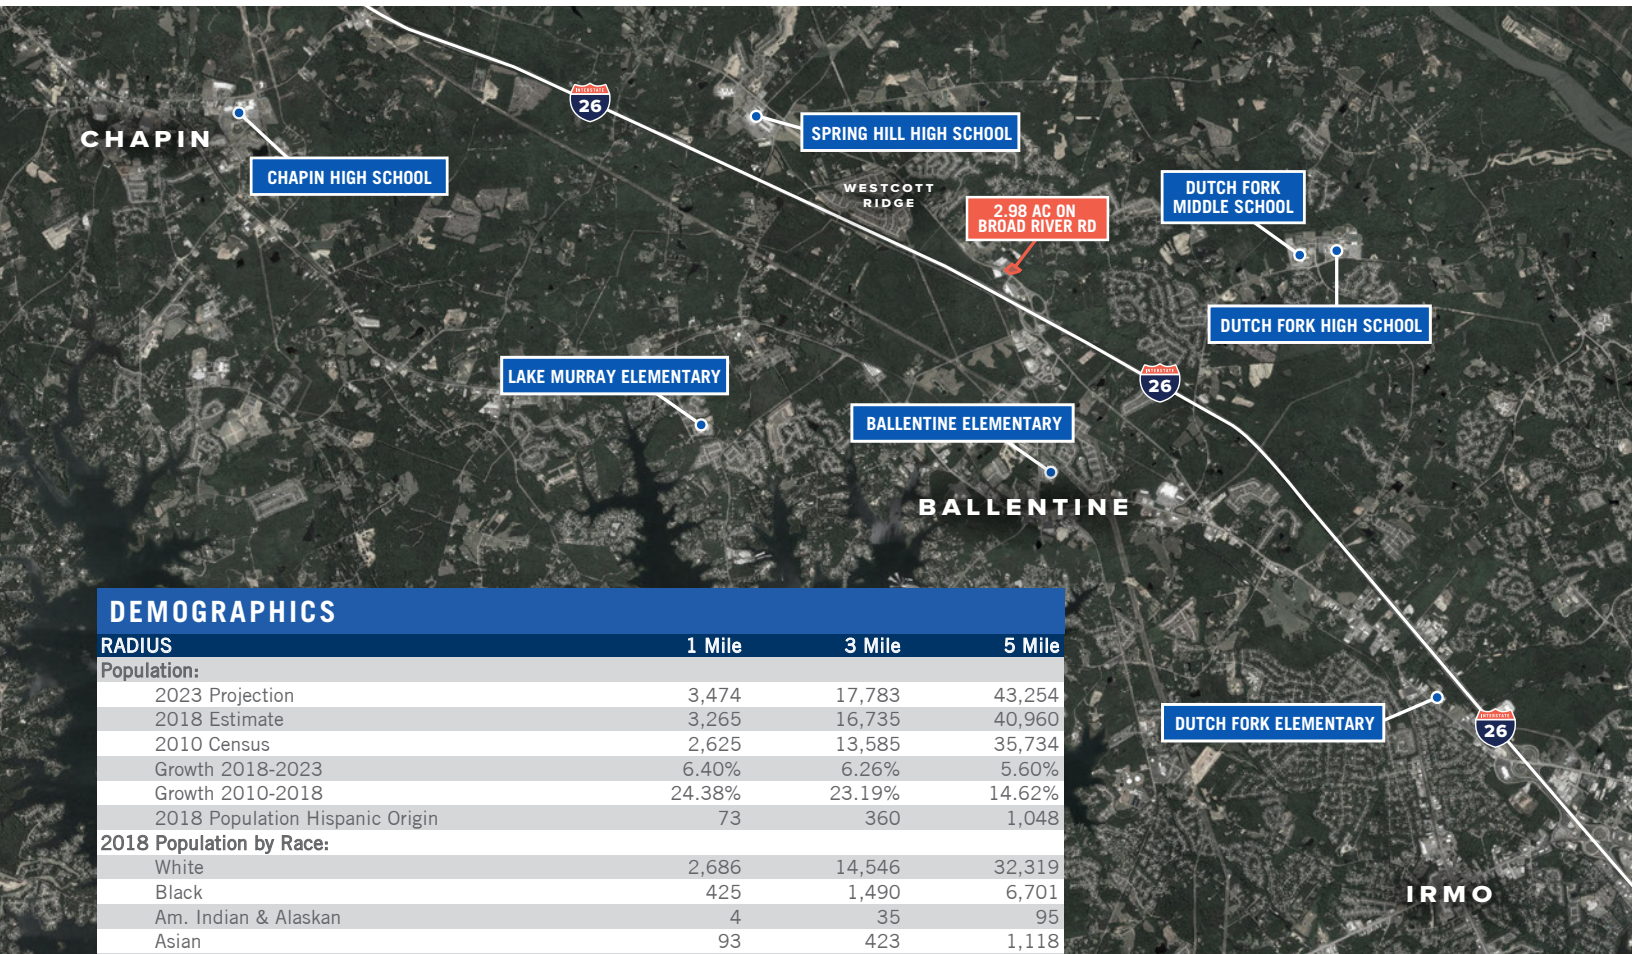 INTERSTATE
26
SPRING HILL HIGH SCHOOL
CHAPIN
CHAPIN HIGH SCHOOL
WESTCOTT
RIDGE
2.98 AC ON
BROAD RIVER RD
DUTCH FORK
MIDDLE SCHOOL
DUTCH FORK HIGH SCHOOL
LAKE MURRAY ELEMENTARY
INTERSTATE
26
BALLENTINE ELEMENTARY
BALLENTINE
DUTCH FORK ELEMENTARY
INTERSTATE
26
IRMO
DEMOGRAPHICS
RADIUS 1 Mile 3 Mile 5 Mile
Population:
2023 Projection 3,474 17,783 43,254
2018 Estimate 3,265 16,735 40,960
2010 Census 2,625 13,585 35,734
Growth 2018-2023 6.40% 6.26% 5.60%
Growth 2010-2018 24.38% 23.19% 14.62%
2018 Population Hispanic Origin 73 360 1,048
2018 Population by Race:
White 2,686 14,546 32,319
Black 425 1,490 6,701
Am. Indian & Alaskan 4 35 95
Asian 93 423 1,118